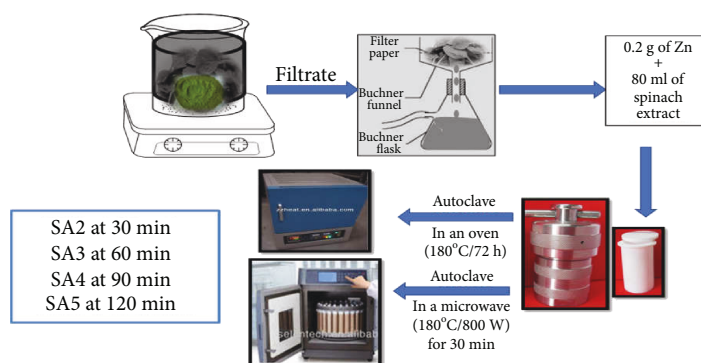 Filtrate
Filter
paper
Buchner
funnel
Buchner
flask
0.2 g of Zn
+
80 ml of
spinach
extract
Autoclave
In an oven
(180°C/72 h)
Autoclave
In a microwave
(180°C/800 W)
for 30 min
SA2 at 30 min
SA3 at 60 min
SA4 at 90 min
SA5 at 120 min